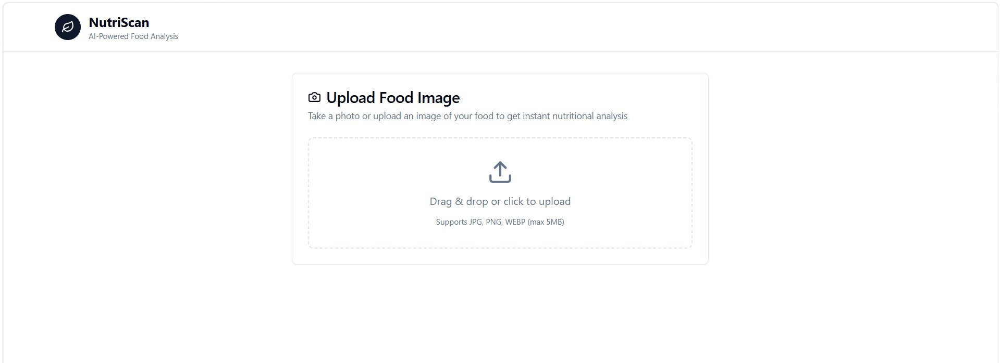 NutriScan
AI-Powered Food Analysis
Upload Food Image
Take a photo or upload an image of your food to get instant nutritional analysis
Drag & drop or click to upload
Supports JPG, PNG, WEBP (max 5MB)